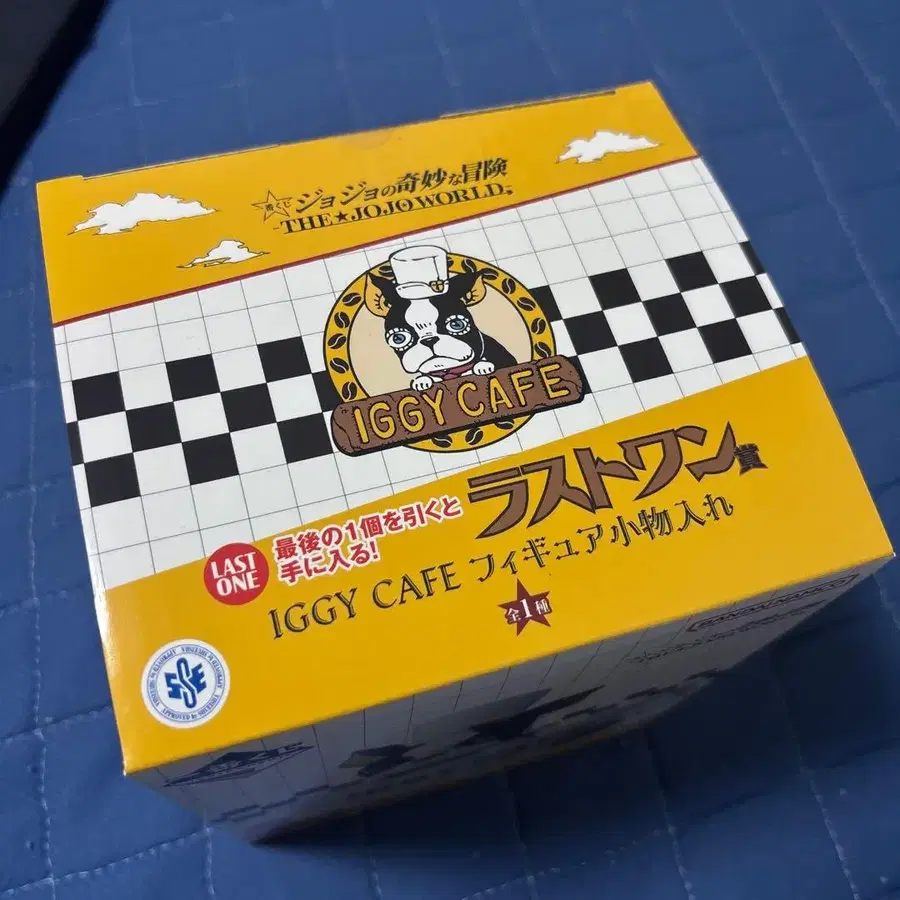 一番くじ ジョジョの奇妙な冒険
THE★JOJO WORLD
IGGY CAFE
ラストワン賞
LAST ONE
最後の1個を引くと
手に入る!
IGGY CAFE フィギュア小物入れ
全1種
BANDAI NAMCO